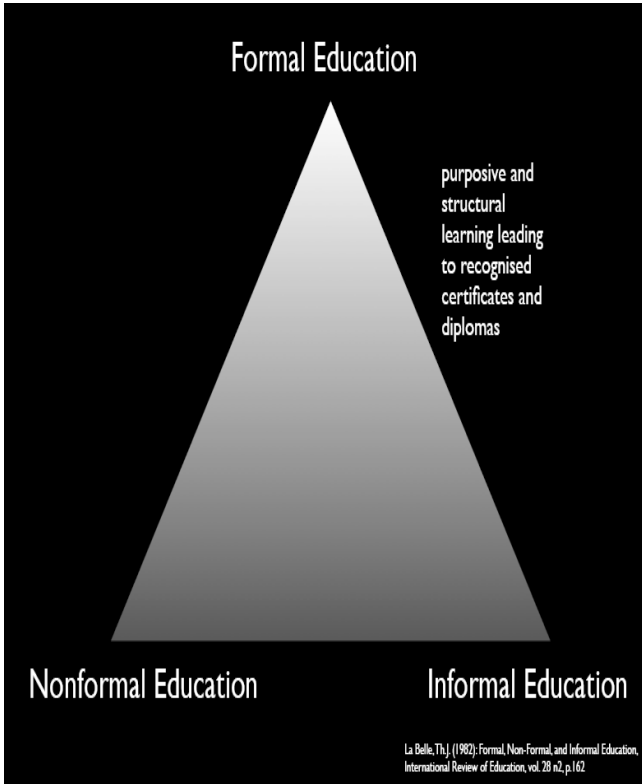 Formal Education
purposive and
structural
learning leading
to recognised
certificates and
diplomas
Nonformal Education
Informal Education
La Belle, Th.J. (1982): Formal, Non-Formal, and Informal Education,
International Review of Education, vol. 28 n2, p.162